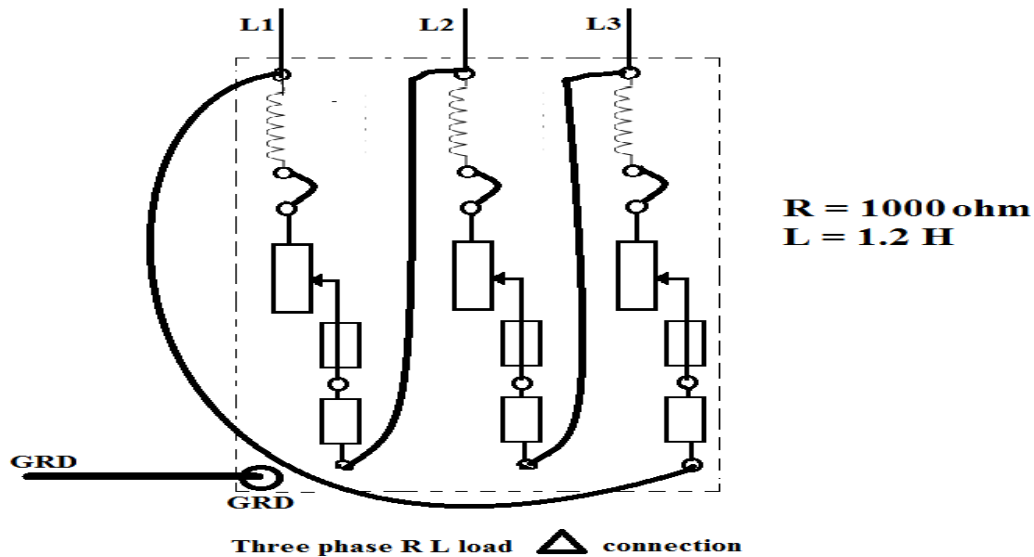 L1 L2 L3
R = 1000 ohm
L = 1.2 H
GRD
GRD
Three phase R L load connection